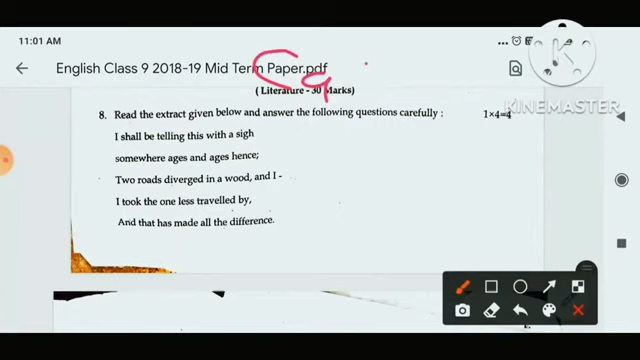 11:01 AM
English Class 9 2018-19 Mid Term Paper.pdf
KINEMASTER
( Literature - 30 Marks)
8. Read the extract given below and answer the following questions carefully : 1×4=4
I shall be telling this with a sigh
somewhere ages and ages hence;
Two roads diverged in a wood, and I -
I took the one less travelled by,
And that has made all the difference.